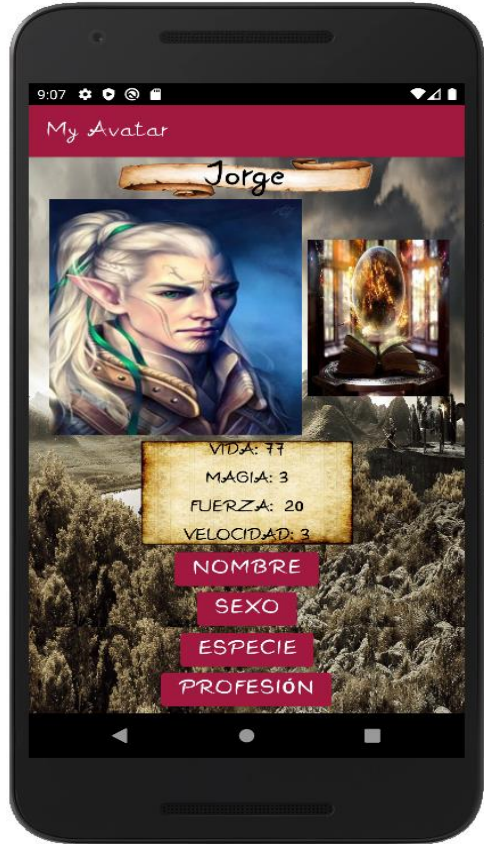 9:07
My Avatar
Jorge
VIDA: 77
MAGIA: 3
FUERZA: 20
VELOCIDAD: 3
NOMBRE
SEXO
ESPECIE
PROFESIÓN